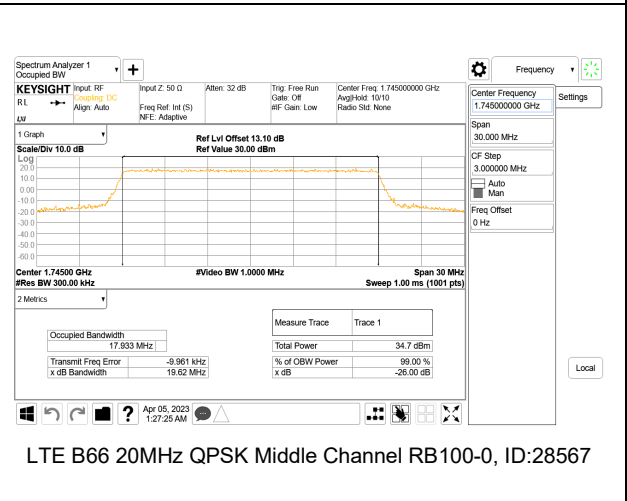 Spectrum Analyzer 1
Occupied BW
Frequency
KEYSIGHT
RL
LXI
Input: RF
Coupling: DC
Align: Auto
Input Z: 50 Ω
Freq Ref: Int (S)
NFE: Adaptive
Atten: 32 dB
Trig: Free Run
Gate: Off
#IF Gain: Low
Center Freq: 1.745000000 GHz
Avg|Hold: 10/10
Radio Std: None
Center Frequency
1.745000000 GHz
Settings
Span
30.000 MHz
CF Step
3.000000 MHz
Auto
Man
Freq Offset
0 Hz
1 Graph
Scale/Div 10.0 dB
Ref Lvl Offset 13.10 dB
Ref Value 30.00 dBm
Log
20.0
10.0
0.00
-10.0
-20.0
-30.0
-40.0
-50.0
-60.0
Center 1.74500 GHz
#Video BW 1.0000 MHz
Span 30 MHz
#Res BW 300.00 kHz
Sweep 1.00 ms (1001 pts)
2 Metrics
Measure Trace Trace 1
Occupied Bandwidth
17.933 MHz
Total Power 34.7 dBm
Transmit Freq Error -9.961 kHz
% of OBW Power 99.00 %
x dB Bandwidth 19.62 MHz
x dB -26.00 dB
Local
?
Apr 05, 2023
1:27:25 AM
LTE B66 20MHz QPSK Middle Channel RB100-0, ID:28567